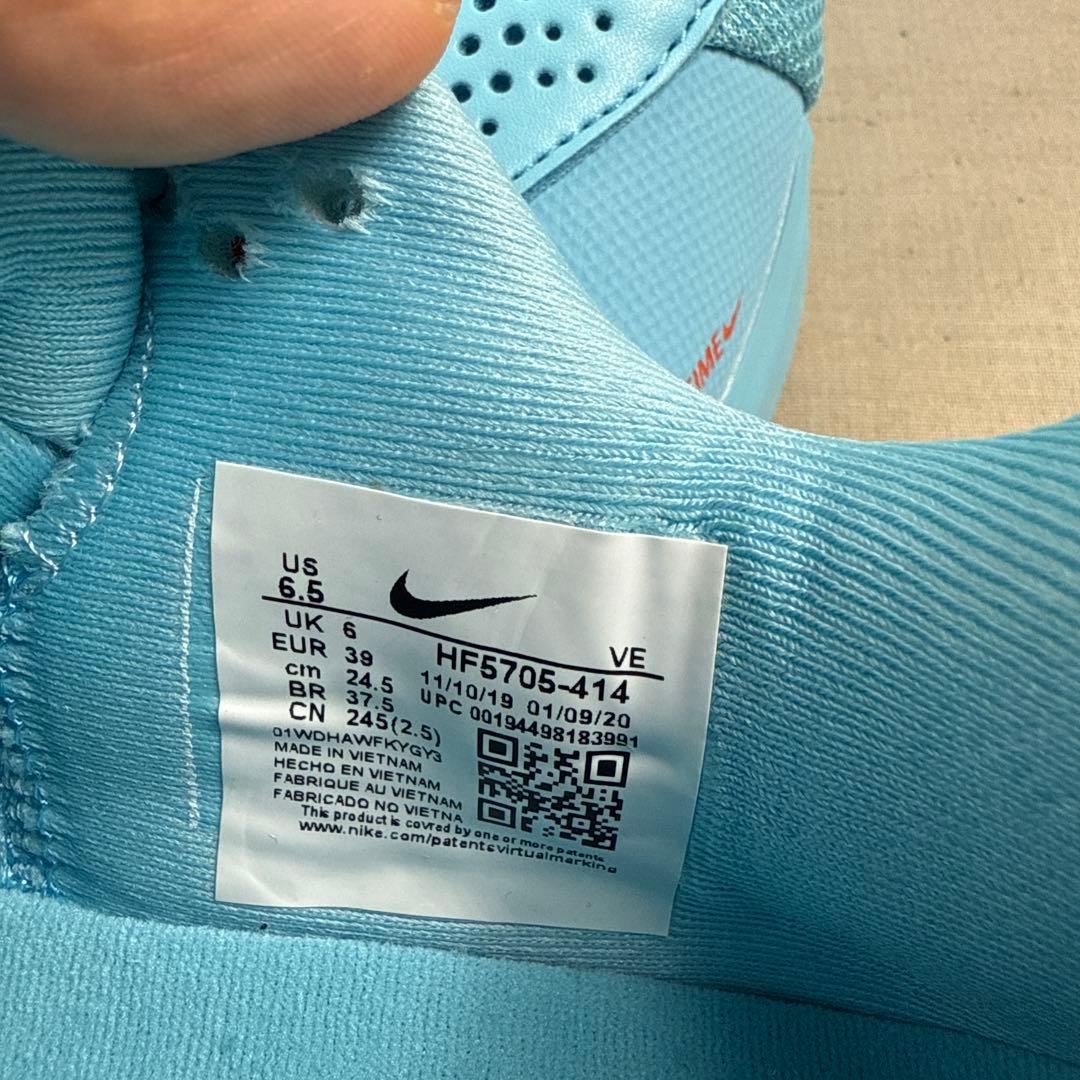 US
6.5
UK 6
EUR 39
cm 24.5
BR 37.5
CN 245(2.5)
VE
HF5705-414
11/10/19 01/09/20
UPC 00194498183991
01WDHAWFKYGY3
MADE IN VIETNAM
HECHO EN VIETNAM
FABRIQUE AU VIETNAM
FABRICADO NO VIETNA
This product is covred by one or more patents
www.nike.com/patentsvirtualmarking